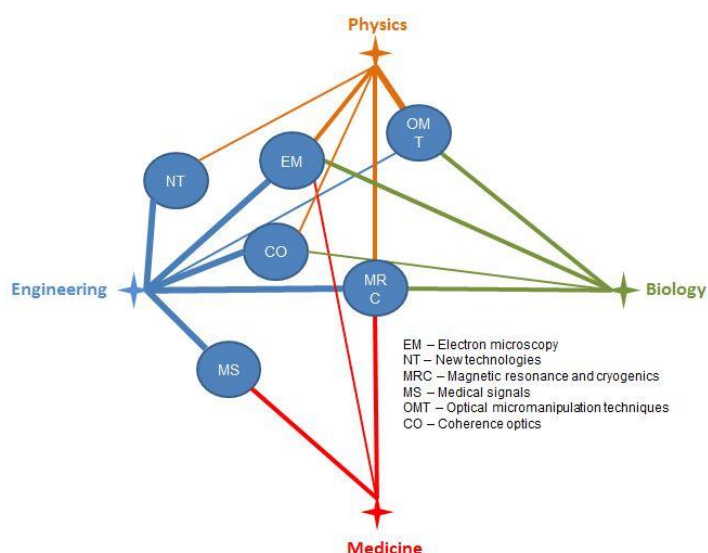 Physics
OM
T
EM
NT
CO
Engineering
MR
C
Biology
MS
EM – Electron microscopy
NT – New technologies
MRC – Magnetic resonance and cryogenics
MS – Medical signals
OMT – Optical micromanipulation techniques
CO – Coherence optics
Medicine